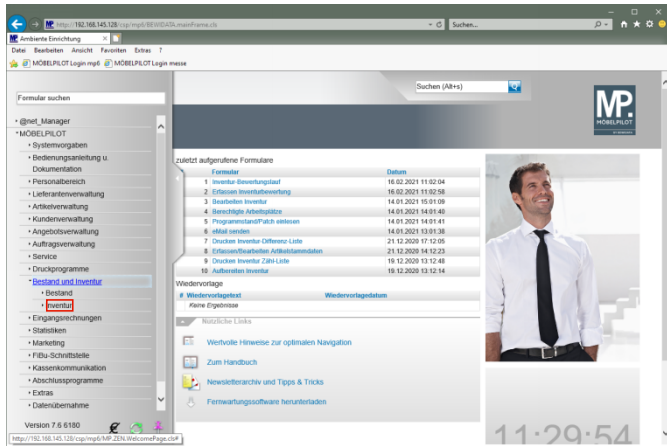 http://192.168.145.128/csp/mp6/BEWIDATA.mainFrame.cls
Suchen...
Ambiente Einrichtung
Datei Bearbeiten Ansicht Favoriten Extras ?
MÖBELPILOT Login mp6 MÖBELPILOT Login messe
Suchen (Alt+s)
Formular suchen
MP.
MÖBELPILOT
@net_Manager
MÖBELPILOT
Systemvorgaben
Bedienungsanleitung u.
Dokumentation
Personalbereich
Lieferantenverwaltung
Artikelverwaltung
Kundenverwaltung
Angebotsverwaltung
Auftragsverwaltung
Service
Druckprogramme
Bestand und Inventur
Bestand
Inventur
Eingangsrechnungen
Statistiken
Marketing
FiBu-Schnittstelle
Kassenkommunikation
Abschlussprogramme
Extras
Datenübernahme
Version 7.6 6180
http://192.168.145.128/csp/mp6/MP.ZEN.WelcomePage.cls#
zuletzt aufgerufene Formulare
Formular Datum
1 Inventur-Bewertungslauf 16.02.2021 11:02:04
2 Erfassen Inventurbewertung 16.02.2021 11:02:58
3 Bearbeiten Inventur 14.01.2021 15:01:09
4 Berechtigte Arbeitsplätze 14.01.2021 14:01:40
5 Programmstand/Patch einlesen 14.01.2021 14:01:41
6 eMail senden 14.01.2021 13:01:38
7 Drucken Inventur-Differenz-Liste 21.12.2020 17:12:05
8 Erfassen/Bearbeiten Artikelstammdaten 21.12.2020 14:12:23
9 Drucken Inventur Zähl-Liste 19.12.2020 13:12:48
10 Aufbereiten Inventur 19.12.2020 13:12:14
Wiedervorlage
# Wiedervorlagetext Wiedervorlagedatum
Keine Ergebnisse
Nützliche Links
Wertvolle Hinweise zur optimalen Navigation
Zum Handbuch
Newsletterarchiv und Tipps & Tricks
Fernwartungssoftware herunterladen
11:29:54